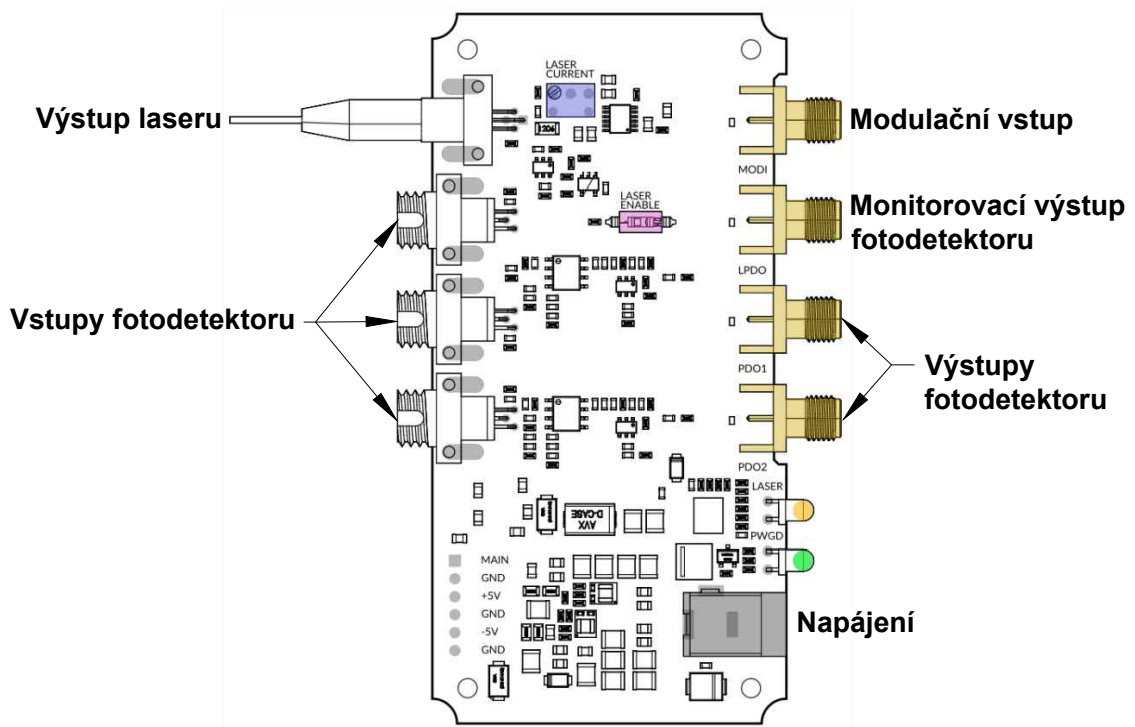 LASER
CURRENT
Výstup laseru
1206
Modulační vstup
MODI
LASER
ENABLE
Monitorovací výstup
fotodetektoru
LPDO
Vstupy fotodetektoru
PDO1
Výstupy
fotodetektoru
PDO2
LASER
AVX
D-CASE
PWGD
MAIN
GND
+5V
GND
-5V
GND
Napájení